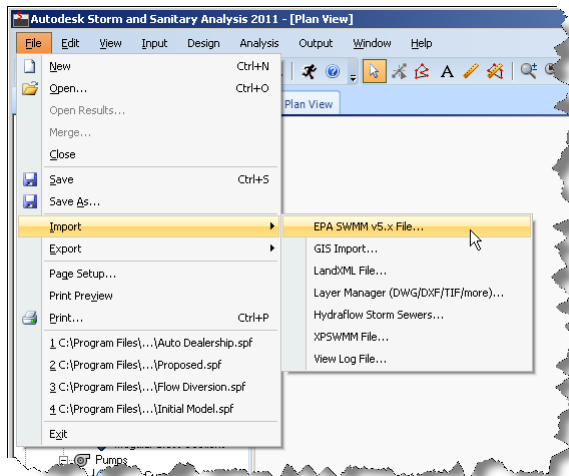 Autodesk Storm and Sanitary Analysis 2011 - [Plan View]
File Edit View Input Design Analysis Output Window Help
New Ctrl+N
Open... Ctrl+O
Plan View
Open Results...
Merge...
Close
Save Ctrl+S
Save As...
Import
EPA SWMM v5.x File...
Export
GIS Import...
LandXML File...
Page Setup...
Layer Manager (DWG/DXF/TIF/more)...
Print Preview
Print... Ctrl+P
Hydraflow Storm Sewers...
XPSWMM File...
1 C:\Program Files\...\Auto Dealership.spf
View Log File...
2 C:\Program Files\...\Proposed.spf
3 C:\Program Files\...\Flow Diversion.spf
4 C:\Program Files\...\Initial Model.spf
Exit
Pumps